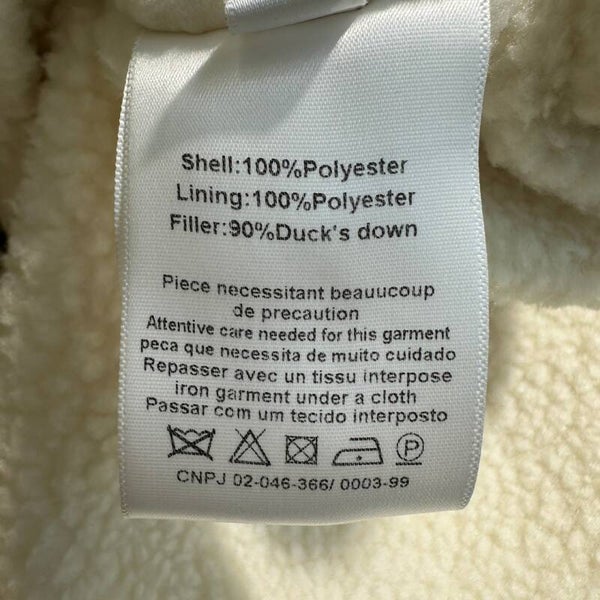 Shell:100%Polyester
Lining:100%Polyester
Filler:90%Duck's down
Piece necessitant beauucoup
de precaution
Attentive care needed for this garment
peca que necessita de muito cuidado
Repasser avec un tissu interpose
iron garment under a cloth
Passar com um tecido interposto
P
CNPJ 02-046-366/ 0003-99